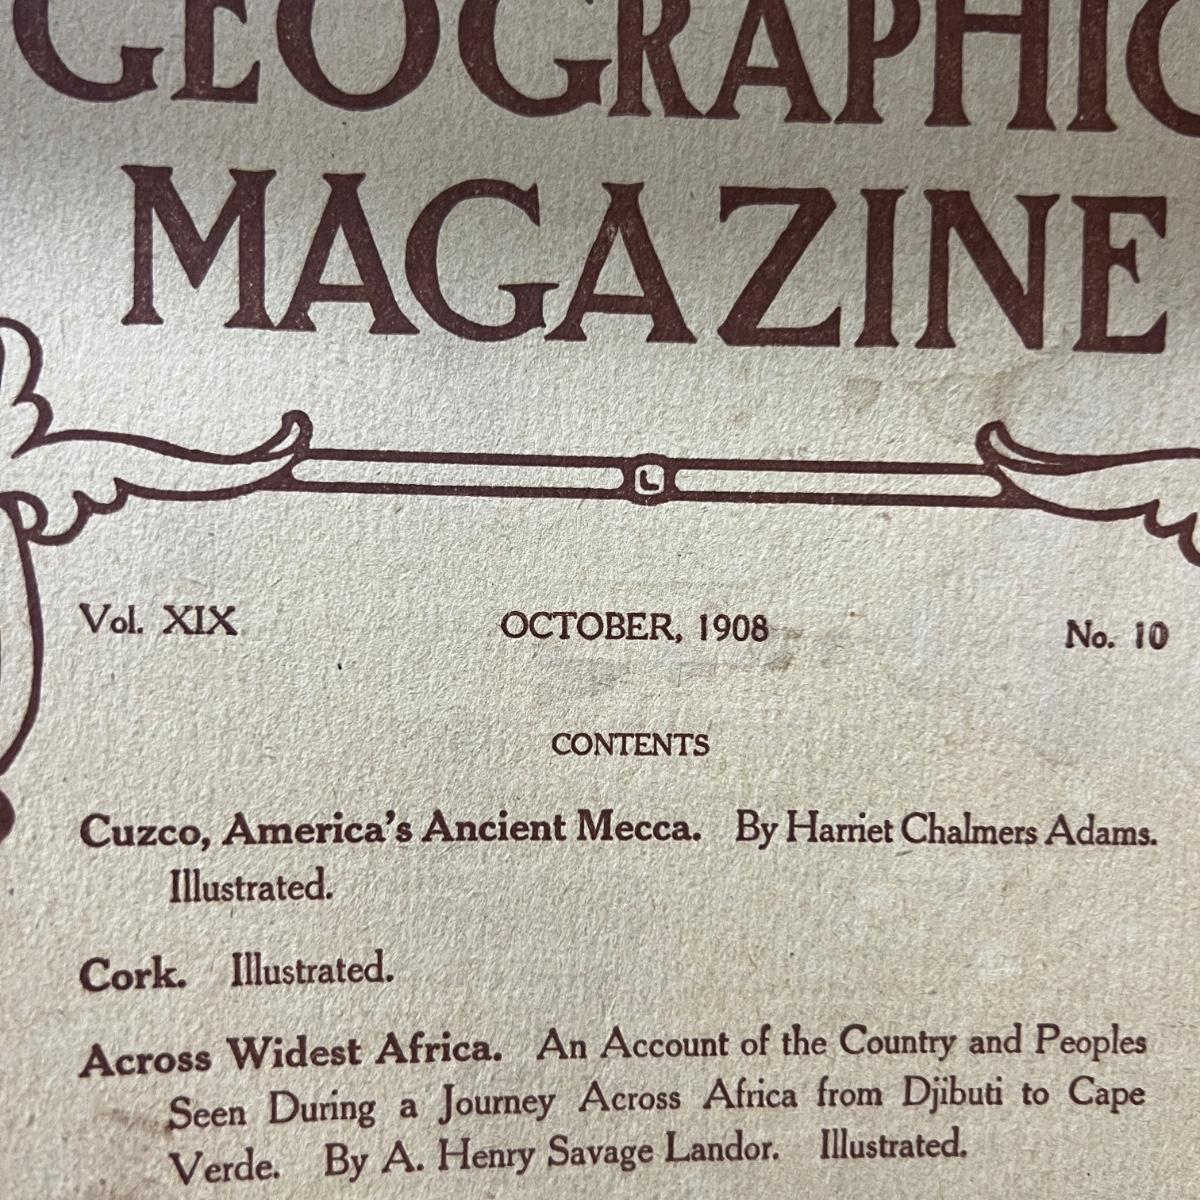 GEOGRAPHIC
MAGAZINE
L
Vol. XIX OCTOBER, 1908 No. 10
CONTENTS
Cuzco, America's Ancient Mecca. By Harriet Chalmers Adams.
Illustrated.
Cork. Illustrated.
Across Widest Africa. An Account of the Country and Peoples
Seen During a Journey Across Africa from Djibuti to Cape
Verde. By A. Henry Savage Landor. Illustrated.